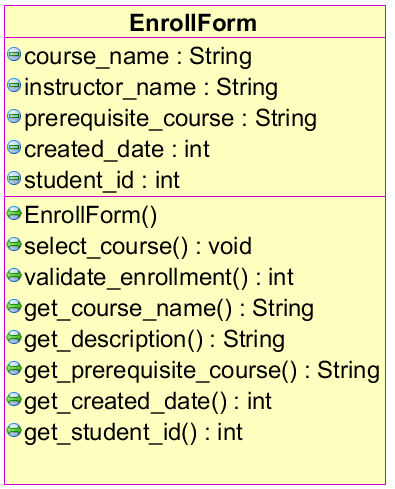 EnrollForm
course_name : String
instructor_name : String
prerequisite_course : String
created_date : int
student_id : int
EnrollForm()
select_course() : void
validate_enrollment() : int
get_course_name() : String
get_description() : String
get_prerequisite_course() : String
get_created_date() : int
get_student_id() : int